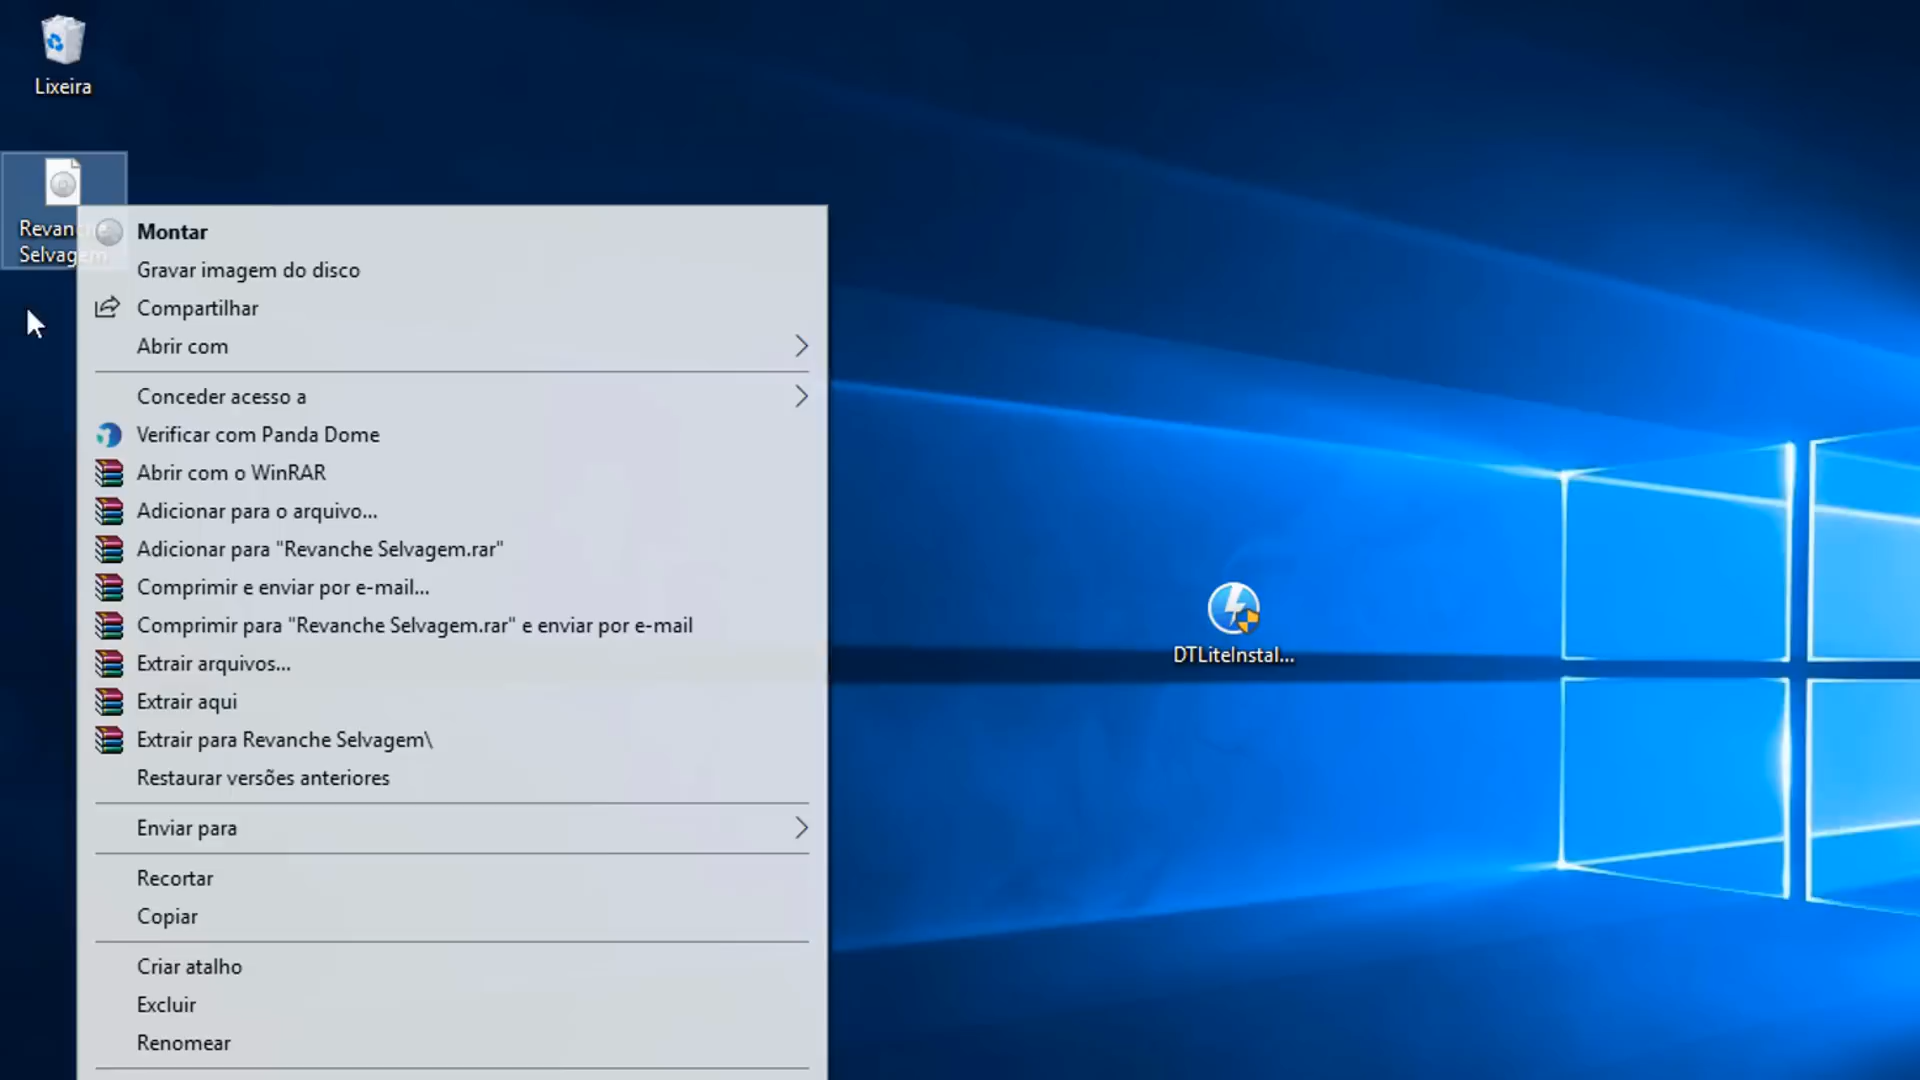 Lixeira
Revanc
Selvagem
Montar
Gravar imagem do disco
Compartilhar
Abrir com
Conceder acesso a
Verificar com Panda Dome
Abrir com o WinRAR
Adicionar para o arquivo...
Adicionar para "Revanche Selvagem.rar"
Comprimir e enviar por e-mail...
Comprimir para "Revanche Selvagem.rar" e enviar por e-mail
Extrair arquivos...
Extrair aqui
Extrair para Revanche Selvagem\
Restaurar versões anteriores
Enviar para
Recortar
Copiar
Criar atalho
Excluir
Renomear
DTLiteInstal...